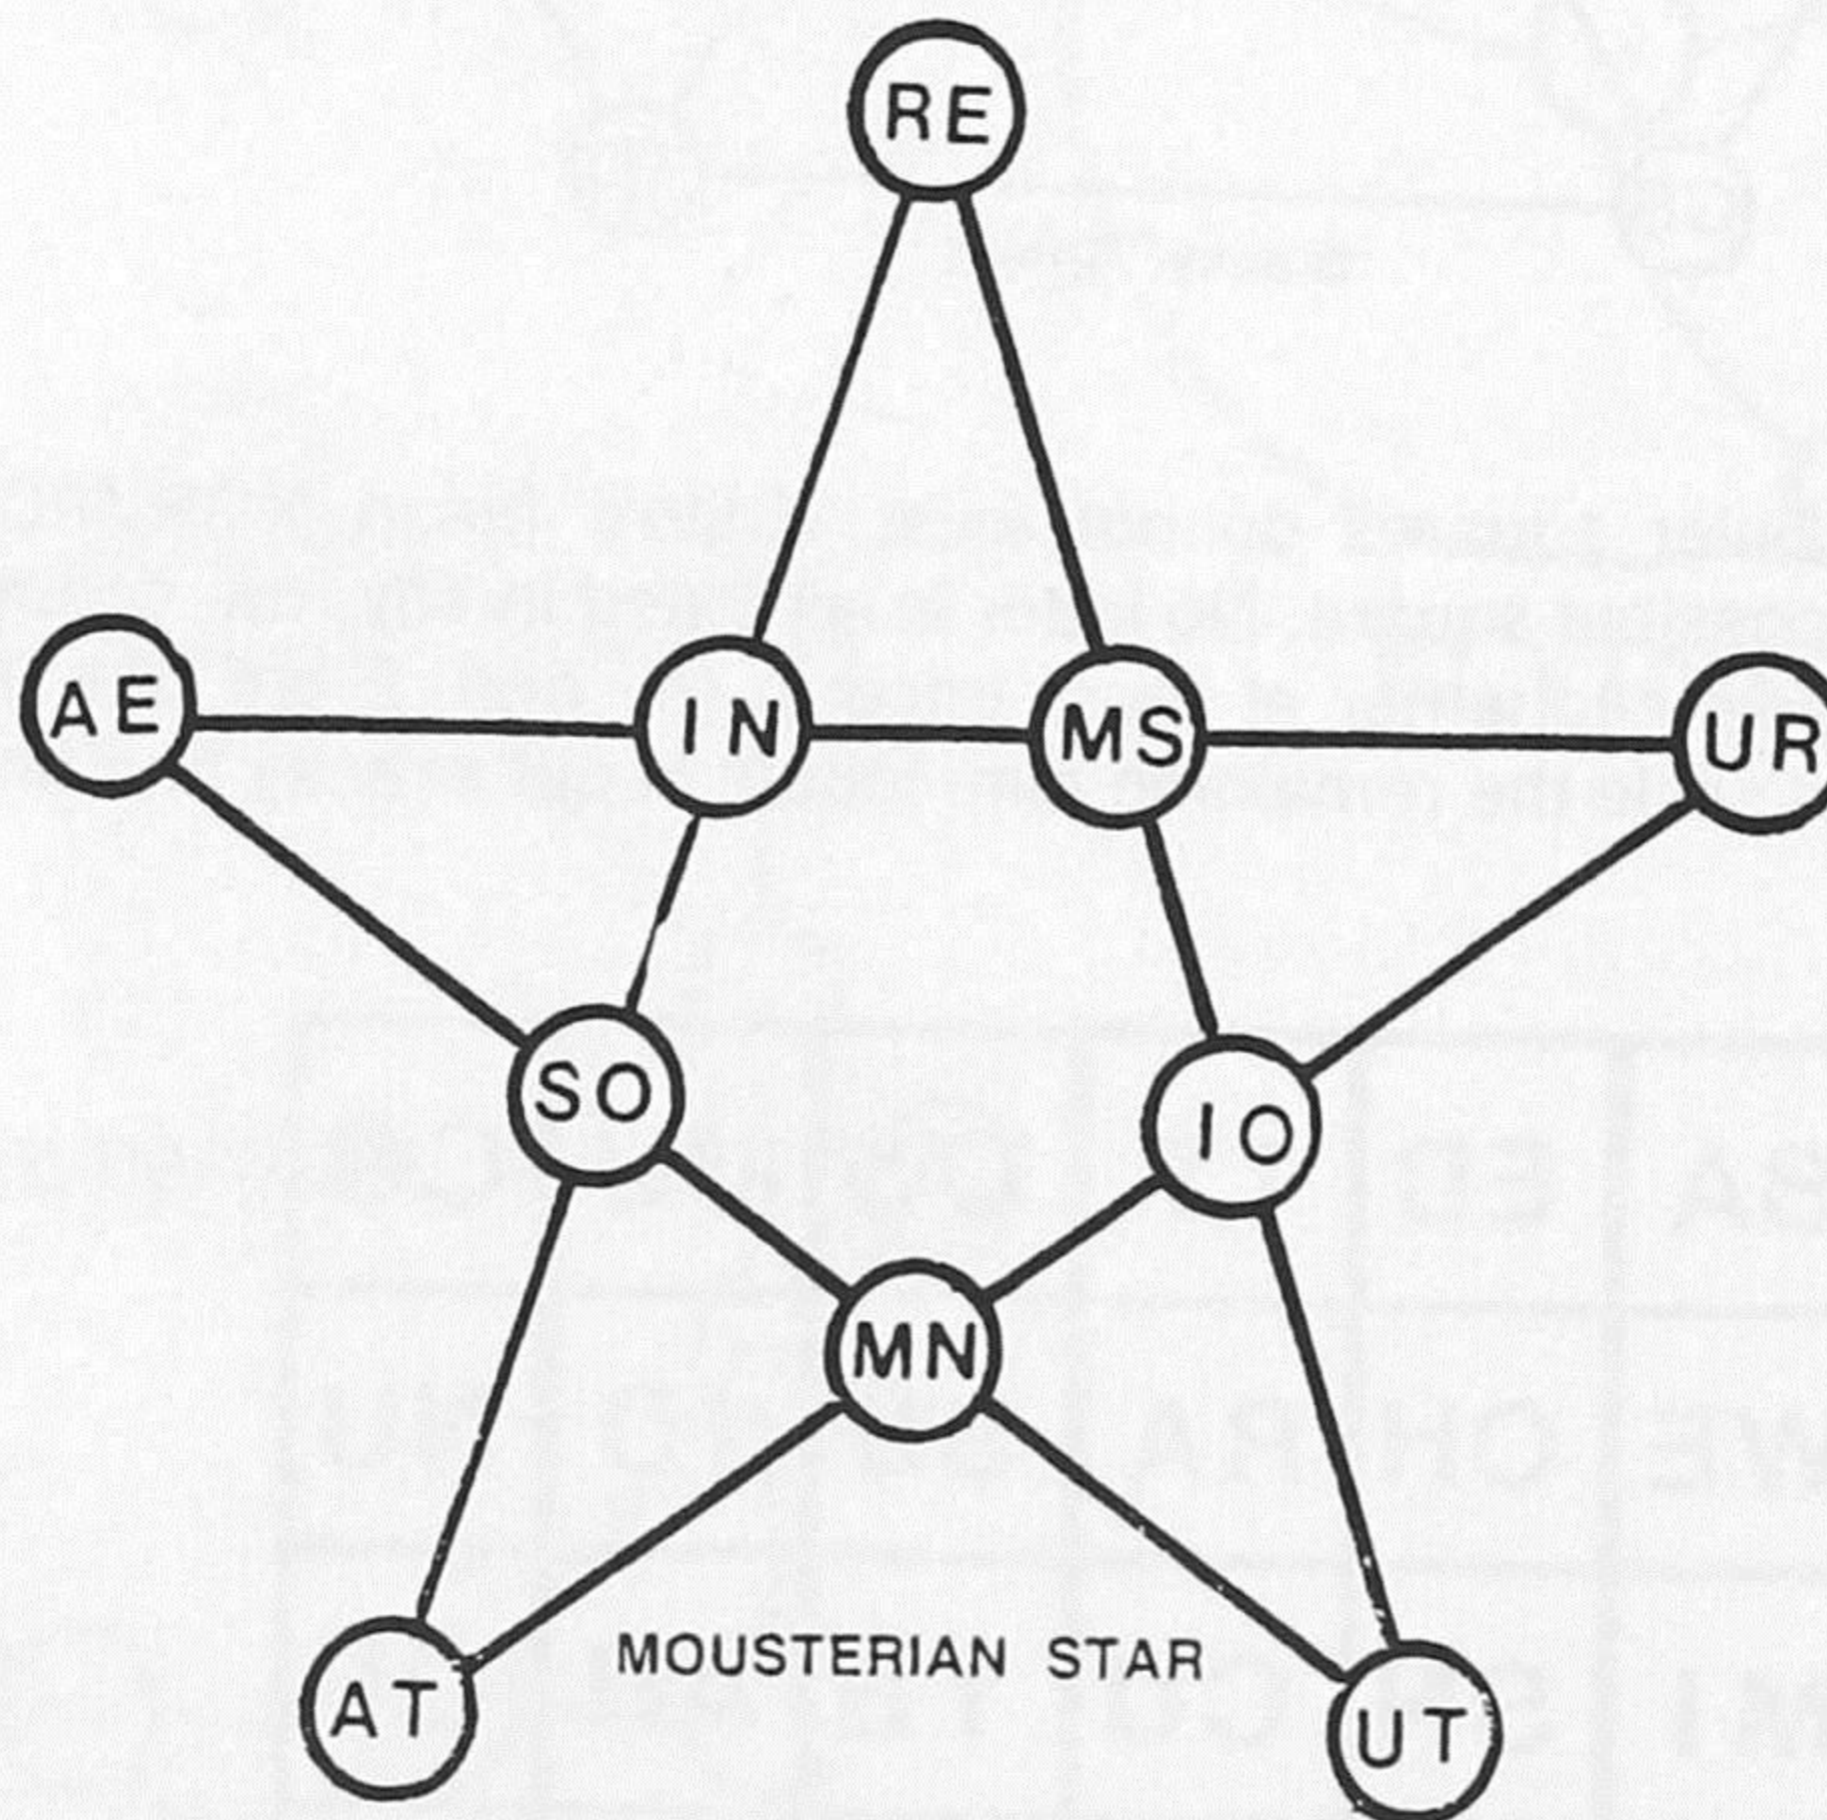 RE
AE IN MS UR
SO IO
MN
MOUSTERIAN STAR
AT UT